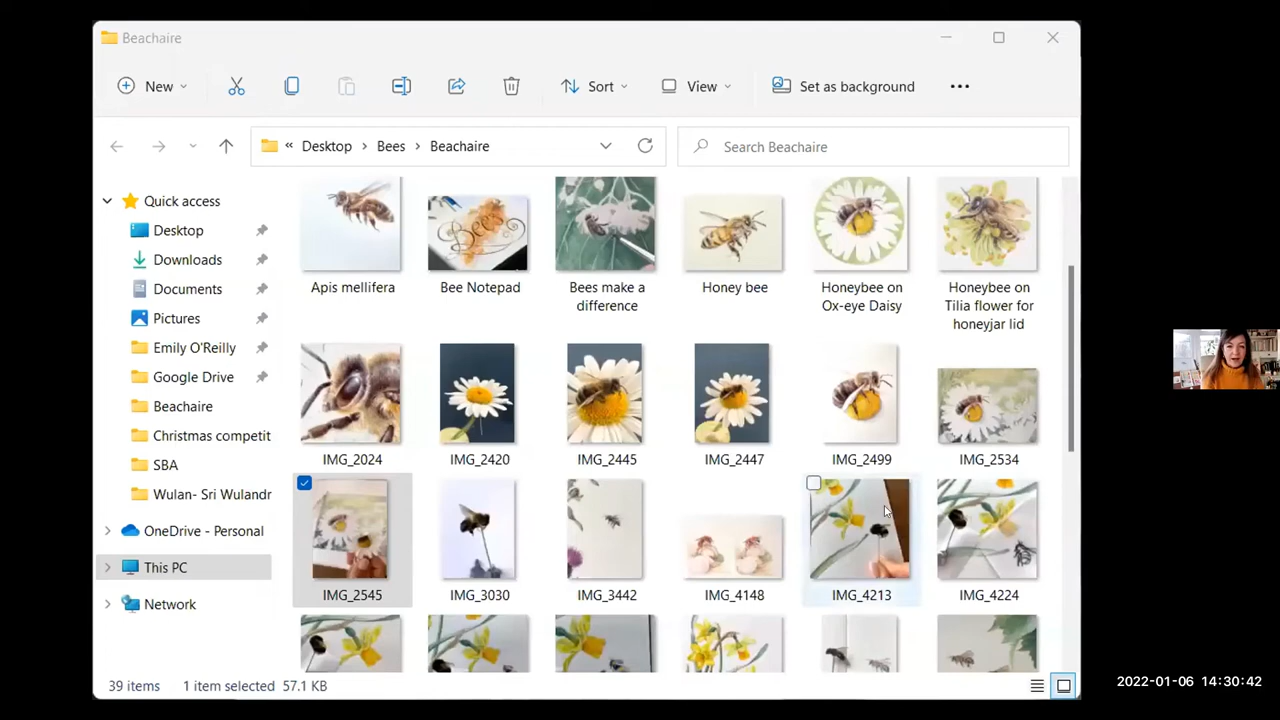 Beachaire
New
Sort
View
Set as background
Desktop
Bees
Beachaire
Search Beachaire
Quick access
Desktop
Downloads
Documents
Pictures
Emily O'Reilly
Google Drive
Beachaire
Christmas competit
SBA
Wulan- Sri Wulandr
OneDrive - Personal
This PC
Network
Bees
Apis mellifera
Bee Notepad
Bees make a
difference
Honey bee
Honeybee on
Ox-eye Daisy
Honeybee on
Tilia flower for
honeyjar lid
IMG_2024
IMG_2420
IMG_2445
IMG_2447
IMG_2499
IMG_2534
IMG_2545
IMG_3030
IMG_3442
IMG_4148
IMG_4213
IMG_4224
39 items
1 item selected 57.1 KB
2022-01-06 14:30:42